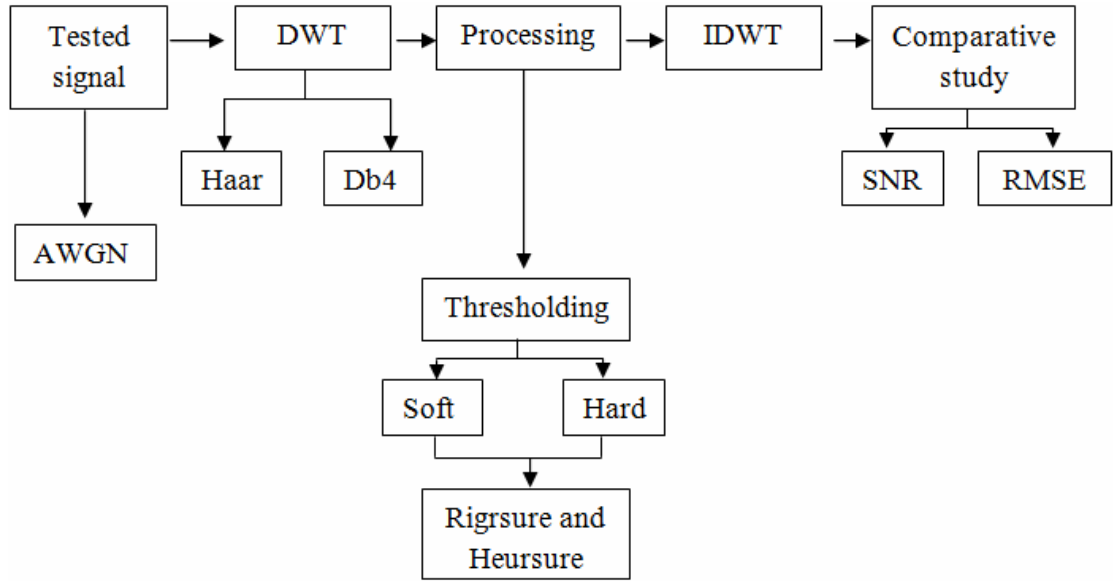 Tested
signal
DWT
Processing
IDWT
Comparative
study
Haar
Db4
SNR
RMSE
AWGN
Thresholding
Soft
Hard
Rigrsure and
Heursure